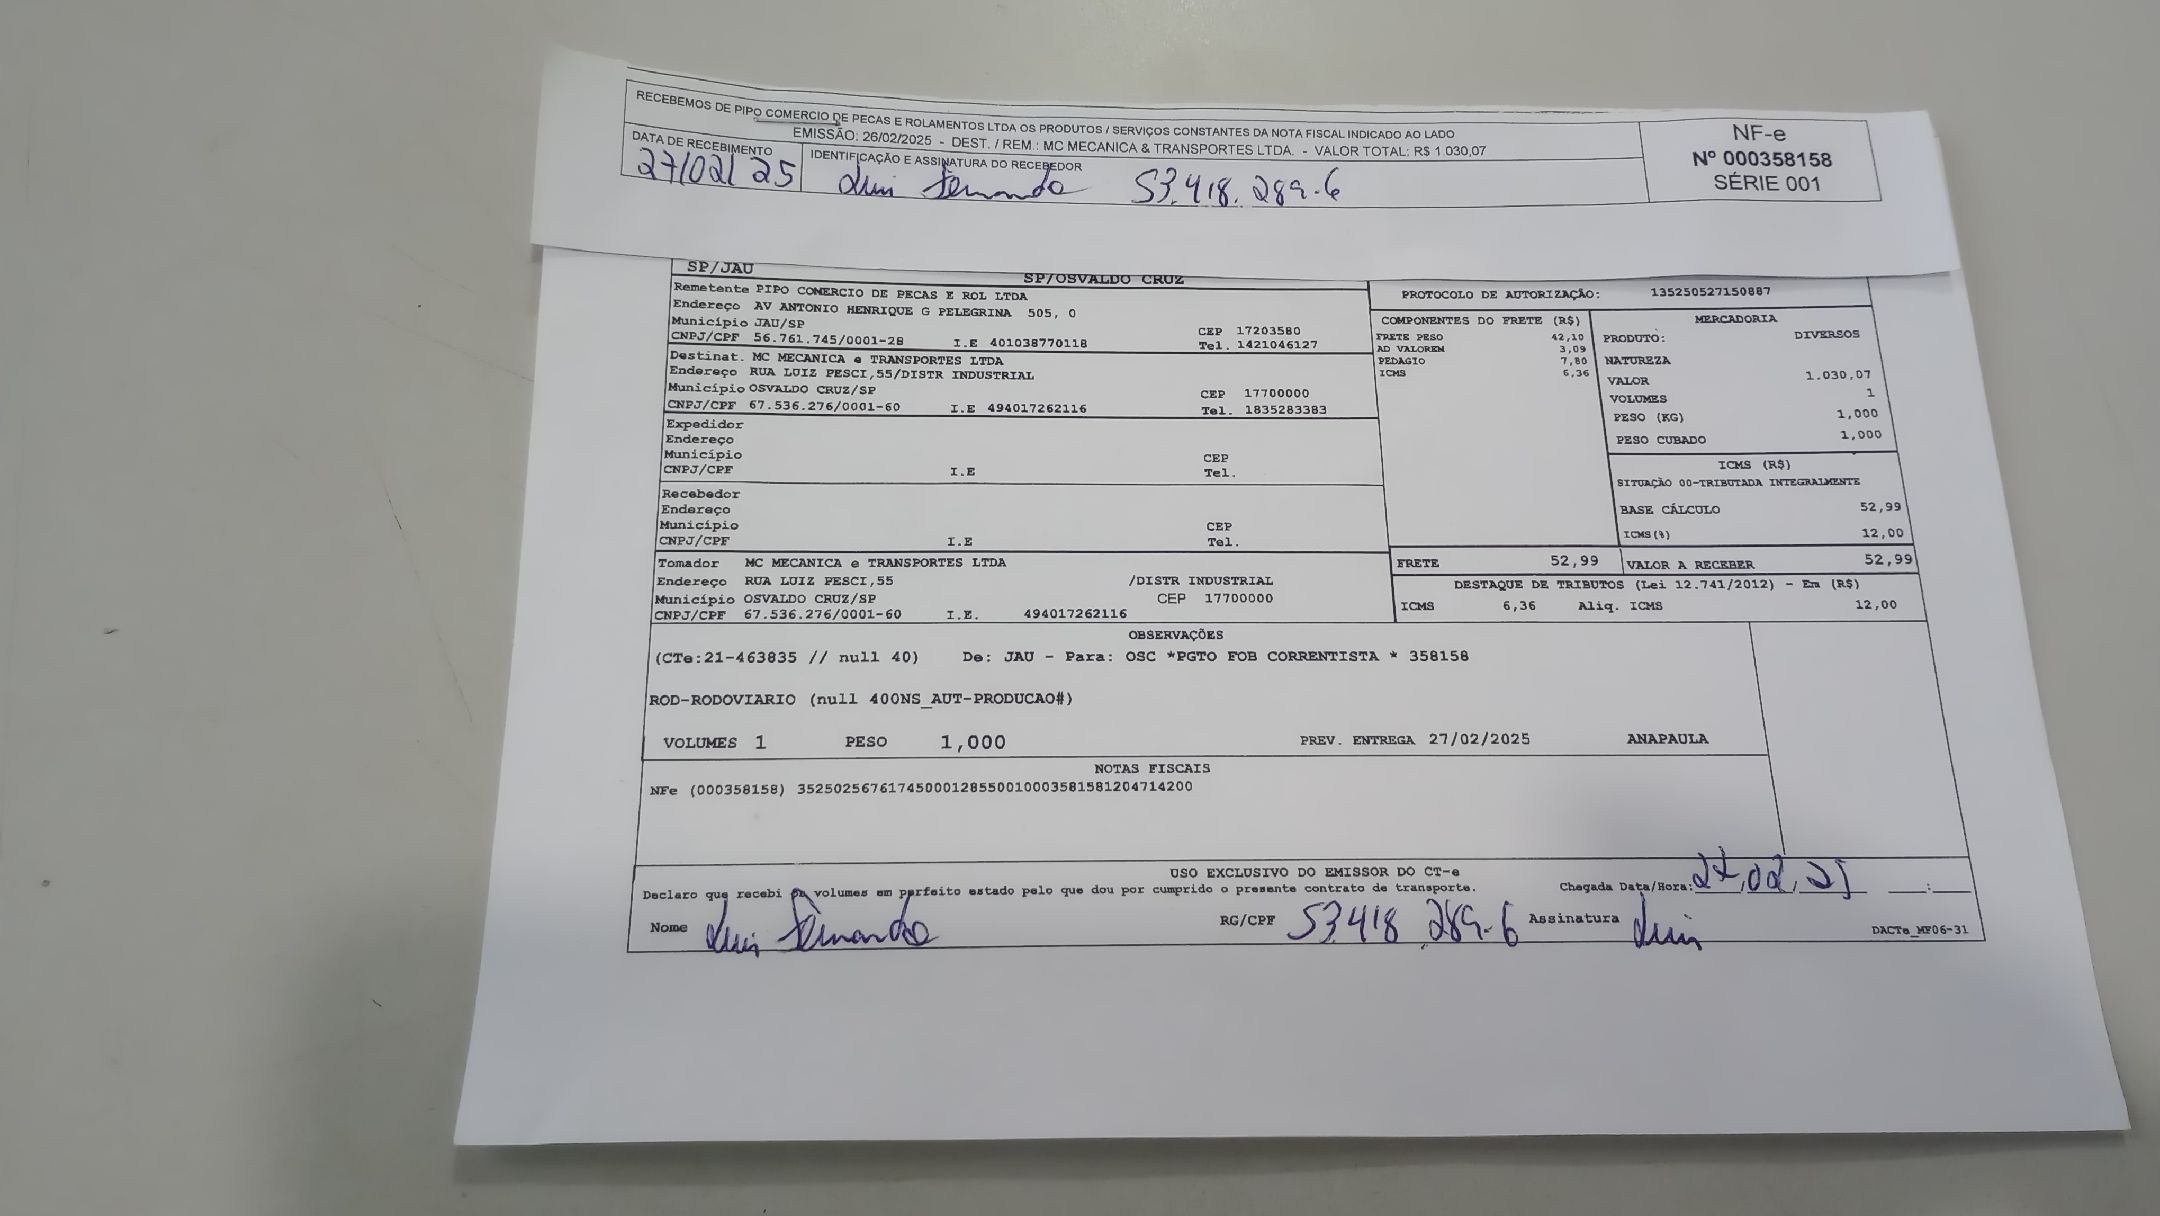 RECEBEMOS DE PIPO COMERCIO DE PECAS E ROLAMENTOS LTDA OS PRODUTOS / SERVIÇOS CONSTANTES DA NOTA FISCAL INDICADO AO LADO
EMISSÃO: 26/02/2025 - DEST. / REM.: MC MECANICA & TRANSPORTES LTDA. - VALOR TOTAL: R$ 1 030,07
NF-e
Nº 000358158
SÉRIE 001
DATA DE RECEBIMENTO
27/02/25
IDENTIFICAÇÃO E ASSINATURA DO RECEBEDOR
Luis Fernando 53.418.289-6
SP/JAU SP/OSVALDO CRUZ
Remetente PIPO COMERCIO DE PECAS E ROL LTDA
Endereço AV ANTONIO HENRIQUE G PELEGRINA 505, 0
Município JAU/SP CEP 17203580
CNPJ/CPF 56.761.745/0001-28 I.E 401038770118 Tel. 1421046127
Destinat. MC MECANICA e TRANSPORTES LTDA
Endereço RUA LUIZ PESCI,55/DISTR INDUSTRIAL
Município OSVALDO CRUZ/SP CEP 17700000
CNPJ/CPF 67.536.276/0001-60 I.E 494017262116 Tel. 1835283383
Expedidor
Endereço
Município CEP
CNPJ/CPF I.E Tel.
Recebedor
Endereço
Município CEP
CNPJ/CPF I.E Tel.
Tomador MC MECANICA e TRANSPORTES LTDA
Endereço RUA LUIZ PESCI,55 /DISTR INDUSTRIAL
Município OSVALDO CRUZ/SP CEP 17700000
CNPJ/CPF 67.536.276/0001-60 I.E. 494017262116
PROTOCOLO DE AUTORIZAÇÃO: 135250527150887
COMPONENTES DO FRETE (R$)
FRETE PESO 42,10
AD VALOREM 3,09
PEDAGIO 7,80
ICMS 6,36
MERCADORIA
PRODUTO: DIVERSOS
NATUREZA
VALOR 1.030,07
VOLUMES 1
PESO (KG) 1,000
PESO CUBADO 1,000
ICMS (R$)
SITUAÇÃO 00-TRIBUTADA INTEGRALMENTE
BASE CÁLCULO 52,99
ICMS(%) 12,00
FRETE 52,99 VALOR A RECEBER 52,99
DESTAQUE DE TRIBUTOS (Lei 12.741/2012) - Em (R$)
ICMS 6,36 Aliq. ICMS 12,00
OBSERVAÇÕES
(CTe:21-463835 // null 40) De: JAU - Para: OSC *PGTO FOB CORRENTISTA * 358158
ROD-RODOVIARIO (null 400NS_AUT-PRODUCAO#)
VOLUMES 1 PESO 1,000 PREV. ENTREGA 27/02/2025 ANAPAULA
NOTAS FISCAIS
NFe (000358158) 35250256761745000128550010003581581204714200
USO EXCLUSIVO DO EMISSOR DO CT-e
Declaro que recebi os volumes em perfeito estado pelo que dou por cumprido o presente contrato de transporte. Chegada Data/Hora: 27,02,25 __:__
Nome Luis Fernando RG/CPF 53418 289-6 Assinatura Luis
DACTe_MF06-31